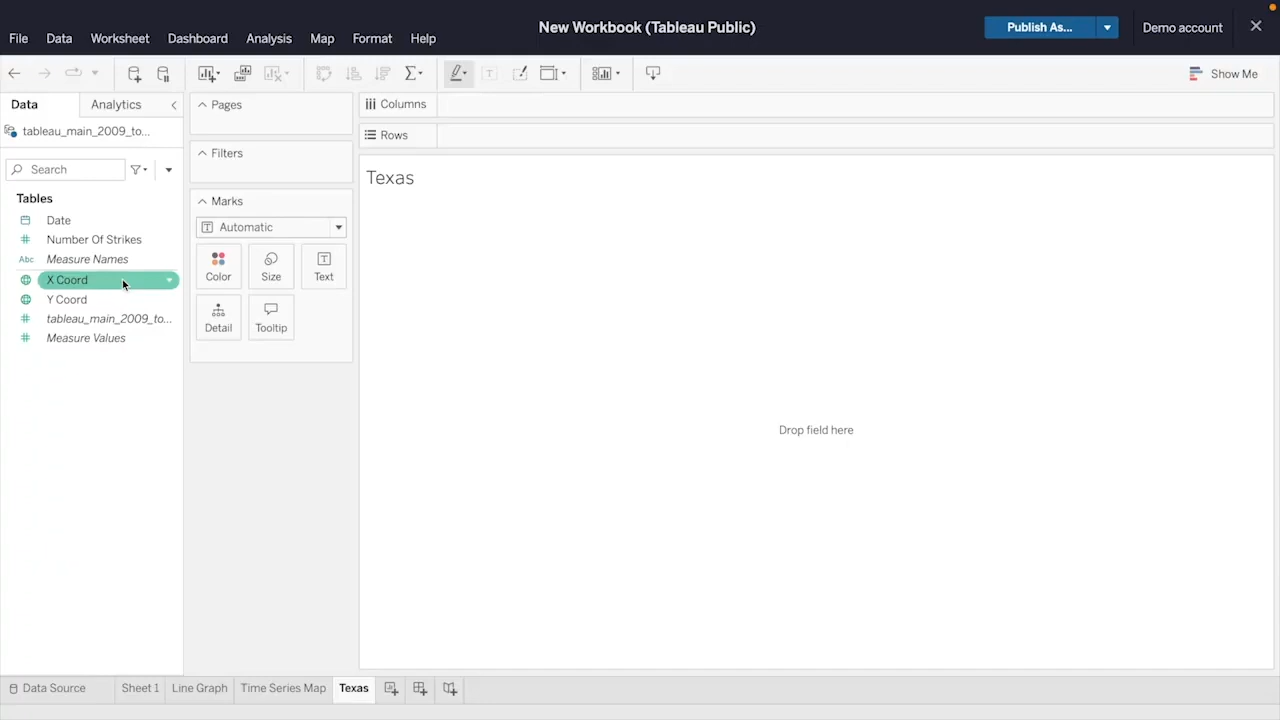 New Workbook (Tableau Public)
Publish As...
Demo account
File Data Worksheet Dashboard Analysis Map Format Help
Show Me
Data Analytics
tableau_main_2009_to...
Search
Tables
Date
Number Of Strikes
Abc Measure Names
X Coord
Y Coord
tableau_main_2009_to...
Measure Values
Pages
Filters
Marks
Automatic
Color Size Text
Detail Tooltip
Columns
Rows
Texas
Drop field here
Data Source Sheet 1 Line Graph Time Series Map Texas